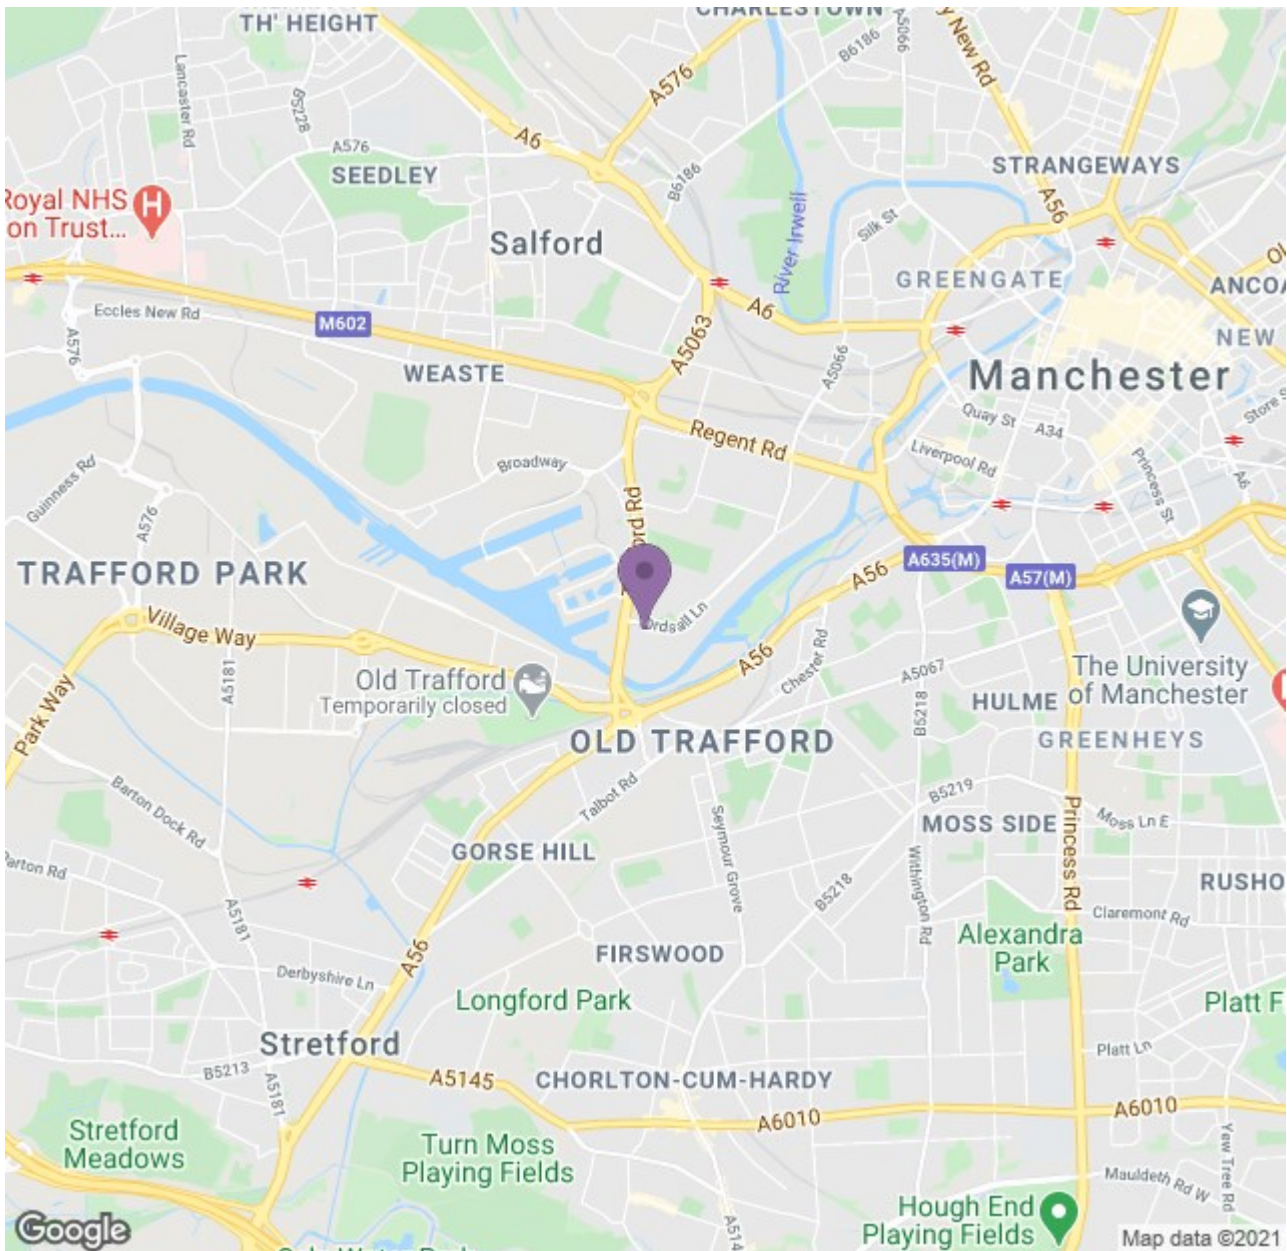 CHARLESTOWN
TH' HEIGHT
A5066
B6186
y New Rd
Lancaster Rd
B5228
A576
A6
A576
SEEDLEY
B6186
STRANGEWAYS
A56
Royal NHS
on Trust...
H
Salford
River Irwell
Silk St
GREENGATE
ANCOA
Eccles New Rd
M602
A576
A6
A5063
NEW
WEASTE
A5066
Manchester
Quay St
A34
Store S
Regent Rd
Liverpool Rd
Princess St
A6
Broadway
Guinness Rd
A576
ord Rd
TRAFFORD PARK
A56
A635(M)
A57(M)
Village Way
Ordsall Ln
A5181
Park Way
Old Trafford
Temporarily closed
A56
Chester Rd
A5067
B5218
The University
of Manchester
HULME
OLD TRAFFORD
GREENHEYS
Barton Dock Rd
Talbot Rd
Seymour Grove
B5219
MOSS SIDE
Moss Ln E
GORSE HILL
Parton Rd
A5181
Withington Rd
B5218
Princess Rd
RUSHO
Claremont Rd
A56
FIRSWOOD
Alexandra
Park
Derbyshire Ln
Longford Park
Platt F
Stretford
B5213
A5181
A5145
CHORLTON-CUM-HARDY
Platt Ln
A6010
A6010
Stretford
Meadows
Turn Moss
Playing Fields
Yew Tree Rd
Mauldeth Rd W
Hough End
Playing Fields
A514
Google
Map data ©2021